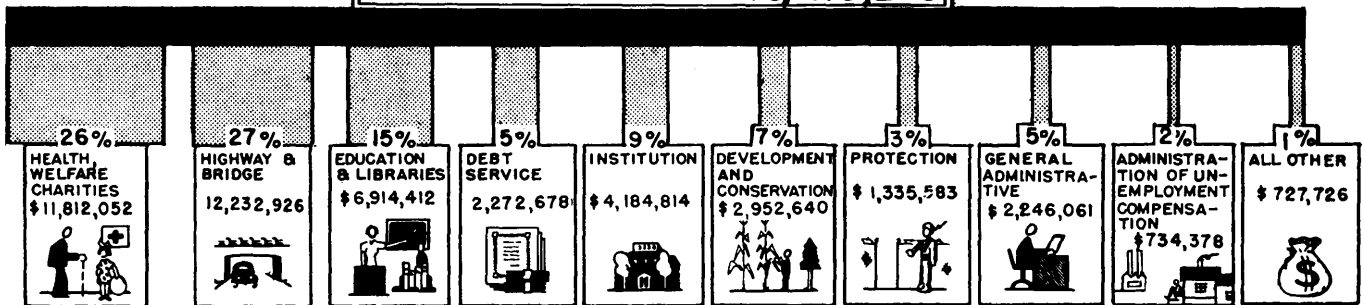 26%
HEALTH,
WELFARE
CHARITIES
$11,812,052
27%
HIGHWAY &
BRIDGE
12,232,926
15%
EDUCATION
& LIBRARIES
$6,914,412
5%
DEBT
SERVICE
2,272,678
9%
INSTITUTION
$4,184,814
7%
DEVELOPMENT
AND
CONSERVATION
$2,952,640
3%
PROTECTION
$1,335,583
5%
GENERAL
ADMINISTRA-
TIVE
$2,246,061
2%
ADMINISTRA-
TION OF UN-
EMPLOYMENT
COMPENSA-
TION
$734,378
1%
ALL OTHER
$727,726
$